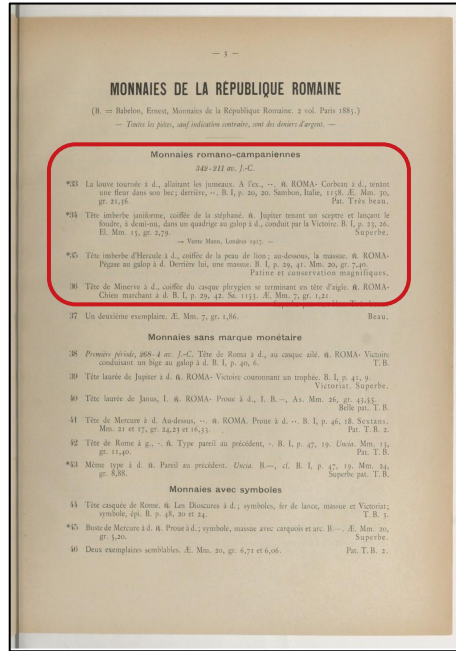 — 3 —
MONNAIES DE LA RÉPUBLIQUE ROMAINE
(B. = Babelon, Ernest, Monnaies de la République Romaine. 2 vol. Paris 1885.)
— Toutes les pièces, sauf indication contraire, sont des deniers d'argent. —
Monnaies romano-campaniennes
342-211 av. J.-C.
*33 La louve tournée à d., allaitant les jumeaux. A l'ex., --. ℞. ROMA- Corbeau à d., tenant
une fleur dans son bec; derrière, --. B. I, p. 20, 20. Sambon, Italie, 1158. Æ. Mm. 30,
gr. 21,36. Pat. Très beau.
*34 Tête imberbe janiforme, coiffée de la stéphané. ℞. Jupiter tenant un sceptre et lançant le
foudre, à demi-nu, dans un quadrige au galop à d., conduit par la Victoire. B. I, p. 23, 26.
El. Mm. 15, gr. 2,79. Superbe.
— Vente Mann, Londres 1917. —
*35 Tête imberbe d'Hercule à d., coiffée de la peau de lion; au-dessous, la massue. ℞. ROMA-
Pégase au galop à d. Derrière lui, une massue. B. I, p. 29, 41. Mm. 20, gr. 7,40.
Patine et conservation magnifiques.
36 Tête de Minerve à d., coiffée du casque phrygien se terminant en tête d'aigle. ℞. ROMA-
Chien marchant à d. B. I, p. 29, 42. Sa. 1153. Æ. Mm. 7, gr. 1,21.
37 Un deuxième exemplaire. Æ. Mm. 7, gr. 1,86. Beau.
Monnaies sans marque monétaire
38 Première période, 268-4 av. J.-C. Tête de Roma à d., au casque ailé. ℞. ROMA- Victoire
conduisant un bige au galop à d. B. I, p. 40, 6. T. B.
39 Tête laurée de Jupiter à d. ℞. ROMA- Victoire couronnant un trophée. B. I, p. 41, 9.
Victoriat. Superbe.
40 Tête laurée de Janus, I. ℞. ROMA- Proue à d., I. B.—, As. Mm. 26, gr. 43,55.
Belle pat. T. B.
41 Tête de Mercure à d. Au-dessus, --. ℞. ROMA. Proue à d. --. B. I, p. 46, 18. Sextans.
Mm. 21 et 17, gr. 24,23 et 16,33. Pat. T. B. 2.
42 Tête de Rome à g., -. ℞. Type pareil au précédent, -. B. I, p. 47, 19. Uncia. Mm. 13,
gr. 11,40. Pat. T. B.
*43 Même type à d. ℞. Pareil au précédent. Uncia. B.—, cf. B. I, p. 47, 19. Mm. 24,
gr. 8,88. Superbe pat. T. B.
Monnaies avec symboles
44 Tête casquée de Rome. ℞. Les Dioscures à d.; symboles, fer de lance, massue et Victoriat;
symbole, épi. B. p. 48, 20 et 24. T. B. 3.
*45 Buste de Mercure à d. ℞. Proue à d.; symbole, massue avec carquois et arc. B.—. Æ. Mm. 20,
gr. 5,20. Superbe.
46 Deux exemplaires semblables. Æ. Mm. 20, gr. 6,71 et 6,06. Pat. T. B. 2.